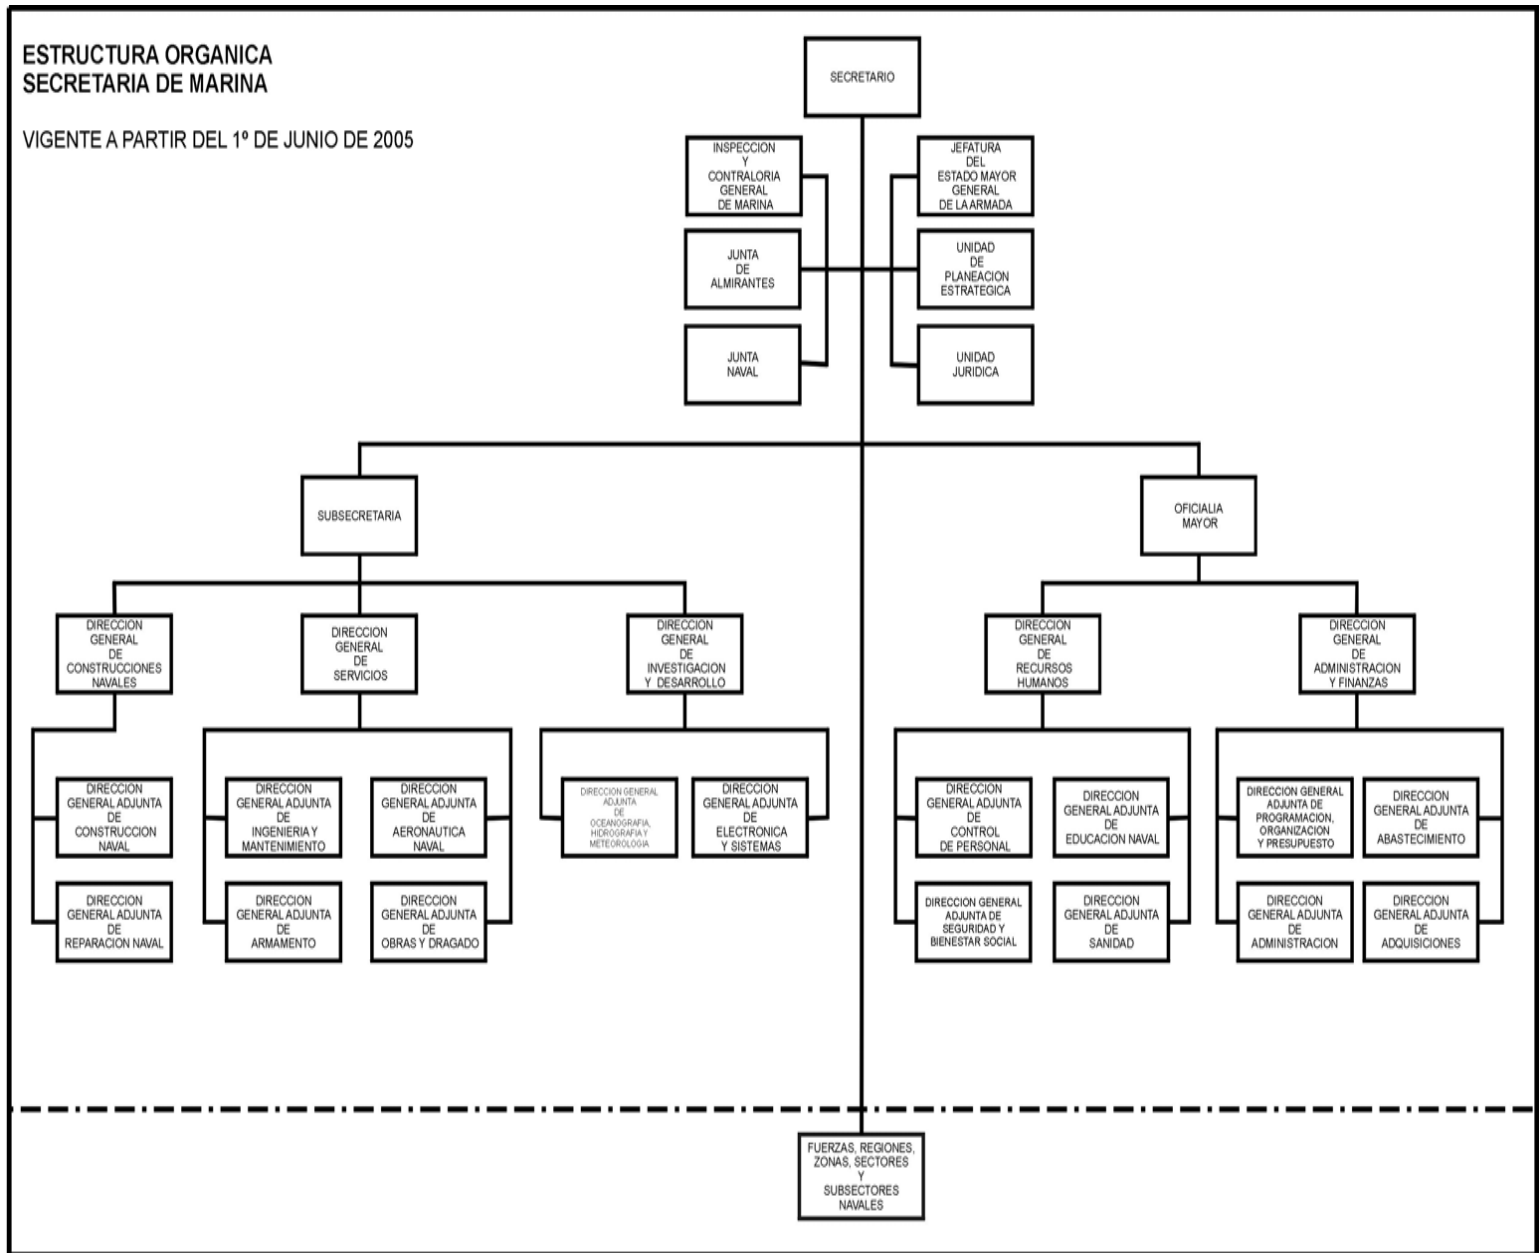 ESTRUCTURA ORGANICA
SECRETARIA DE MARINA
VIGENTE A PARTIR DEL 1º DE JUNIO DE 2005
SECRETARIO
INSPECCION
Y
CONTRALORIA
GENERAL
DE MARINA
JEFATURA
DEL
ESTADO MAYOR
GENERAL
DE LA ARMADA
JUNTA
DE
ALMIRANTES
UNIDAD
DE
PLANEACION
ESTRATEGICA
JUNTA
NAVAL
UNIDAD
JURIDICA
SUBSECRETARIA
OFICIALIA
MAYOR
DIRECCION
GENERAL
DE
CONSTRUCCIONES
NAVALES
DIRECCION
GENERAL
DE
SERVICIOS
DIRECCION
GENERAL
DE
INVESTIGACION
Y DESARROLLO
DIRECCION
GENERAL
DE
RECURSOS
HUMANOS
DIRECCION
GENERAL
DE
ADMINISTRACION
Y FINANZAS
DIRECCION
GENERAL ADJUNTA
DE
CONSTRUCCION
NAVAL
DIRECCION
GENERAL ADJUNTA
DE
INGENIERIA Y
MANTENIMIENTO
DIRECCION
GENERAL ADJUNTA
DE
AERONAUTICA
NAVAL
DIRECCION GENERAL
ADJUNTA
DE
OCEANOGRAFIA,
HIDROGRAFIA Y
METEOROLOGIA
DIRECCION
GENERAL ADJUNTA
DE
ELECTRONICA
Y SISTEMAS
DIRECCION
GENERAL ADJUNTA
DE
CONTROL
DE PERSONAL
DIRECCION
GENERAL ADJUNTA
DE
EDUCACION NAVAL
DIRECCION GENERAL
ADJUNTA DE
PROGRAMACIÓN,
ORGANIZACIÓN
Y PRESUPUESTO
DIRECCION
GENERAL ADJUNTA
DE
ABASTECIMIENTO
DIRECCION
GENERAL ADJUNTA
DE
REPARACION NAVAL
DIRECCION
GENERAL ADJUNTA
DE
ARMAMENTO
DIRECCION
GENERAL ADJUNTA
DE
OBRAS Y DRAGADO
DIRECCION GENERAL
ADJUNTA DE
SEGURIDAD Y
BIENESTAR SOCIAL
DIRECCION
GENERAL ADJUNTA
DE
SANIDAD
DIRECCION
GENERAL ADJUNTA
DE
ADMINISTRACION
DIRECCION
GENERAL ADJUNTA
DE
ADQUISICIONES
FUERZAS, REGIONES,
ZONAS, SECTORES
Y
SUBSECTORES
NAVALES